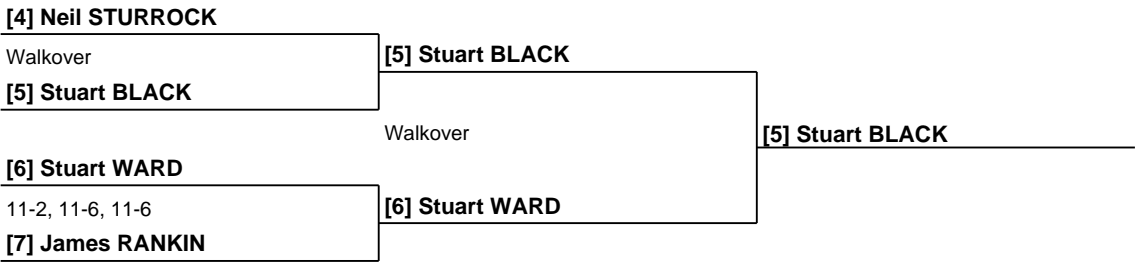 [4] Neil STURROCK
Walkover
[5] Stuart BLACK
[5] Stuart BLACK
Walkover
[5] Stuart BLACK
[6] Stuart WARD
11-2, 11-6, 11-6
[6] Stuart WARD
[7] James RANKIN